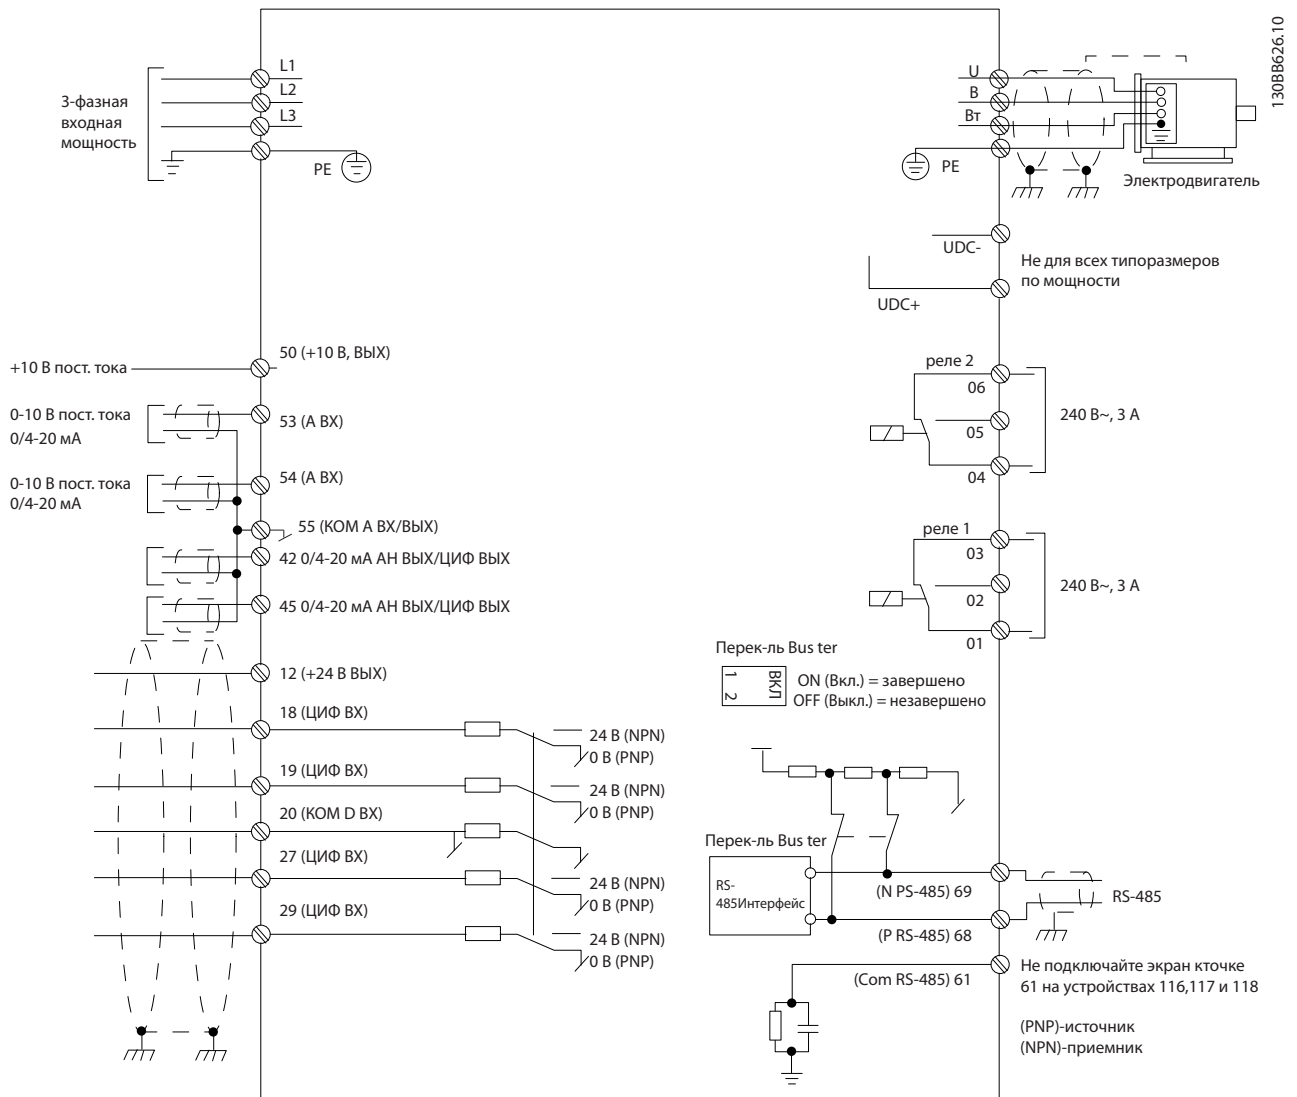 130BB626.10
3-фазная
входная
мощность
L1
L2
L3
PE
U
В
Вт
PE
Электродвигатель
UDC-
UDC+
Не для всех типоразмеров
по мощности
+10 В пост. тока
50 (+10 В, ВЫХ)
0-10 В пост. тока
0/4-20 мА
53 (А ВХ)
0-10 В пост. тока
0/4-20 мА
54 (А ВХ)
55 (КОМ А ВХ/ВЫХ)
42 0/4-20 мА АН ВЫХ/ЦИФ ВЫХ
45 0/4-20 мА АН ВЫХ/ЦИФ ВЫХ
12 (+24 В ВЫХ)
18 (ЦИФ ВХ)
24 В (NPN)
0 В (PNP)
19 (ЦИФ ВХ)
24 В (NPN)
0 В (PNP)
20 (КОМ D ВХ)
27 (ЦИФ ВХ)
24 В (NPN)
0 В (PNP)
29 (ЦИФ ВХ)
24 В (NPN)
0 В (PNP)
реле 2
06
05
04
240 В~, 3 А
реле 1
03
02
01
240 В~, 3 А
Перек-ль Bus ter
1
2
ВКЛ
ON (Вкл.) = завершено
OFF (Выкл.) = незавершено
Перек-ль Bus ter
RS-
485Интерфейс
(N PS-485) 69
(P RS-485) 68
RS-485
(Com RS-485) 61
Не подключайте экран кточке
61 на устройствах 116,117 и 118
(PNP)-источник
(NPN)-приемник